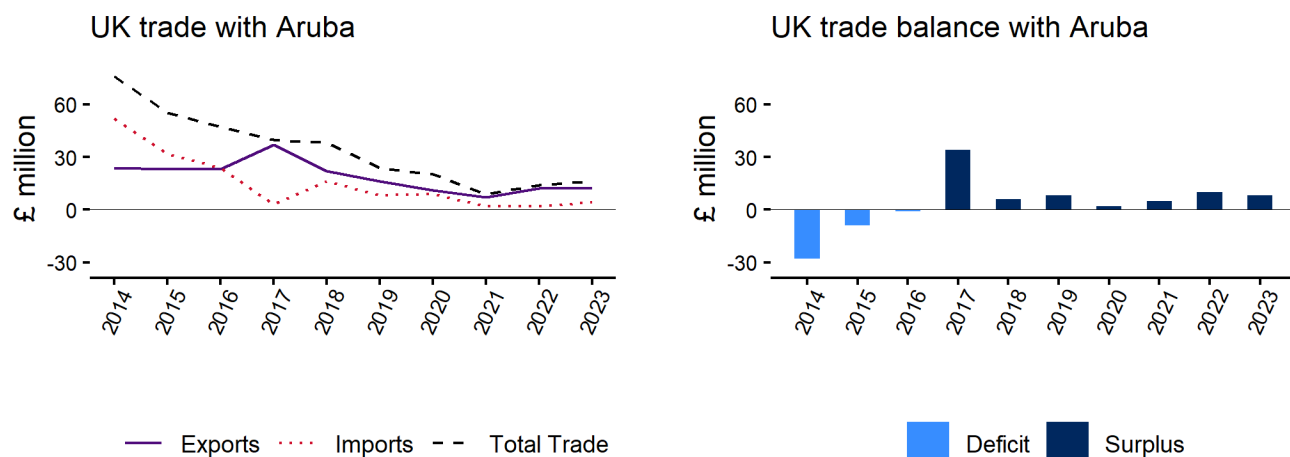 UK trade with Aruba
£ million
60
30
0
-30
2014 2015 2016 2017 2018 2019 2020 2021 2022 2023
Exports Imports Total Trade
UK trade balance with Aruba
£ million
60
30
0
-30
2014 2015 2016 2017 2018 2019 2020 2021 2022 2023
Deficit Surplus